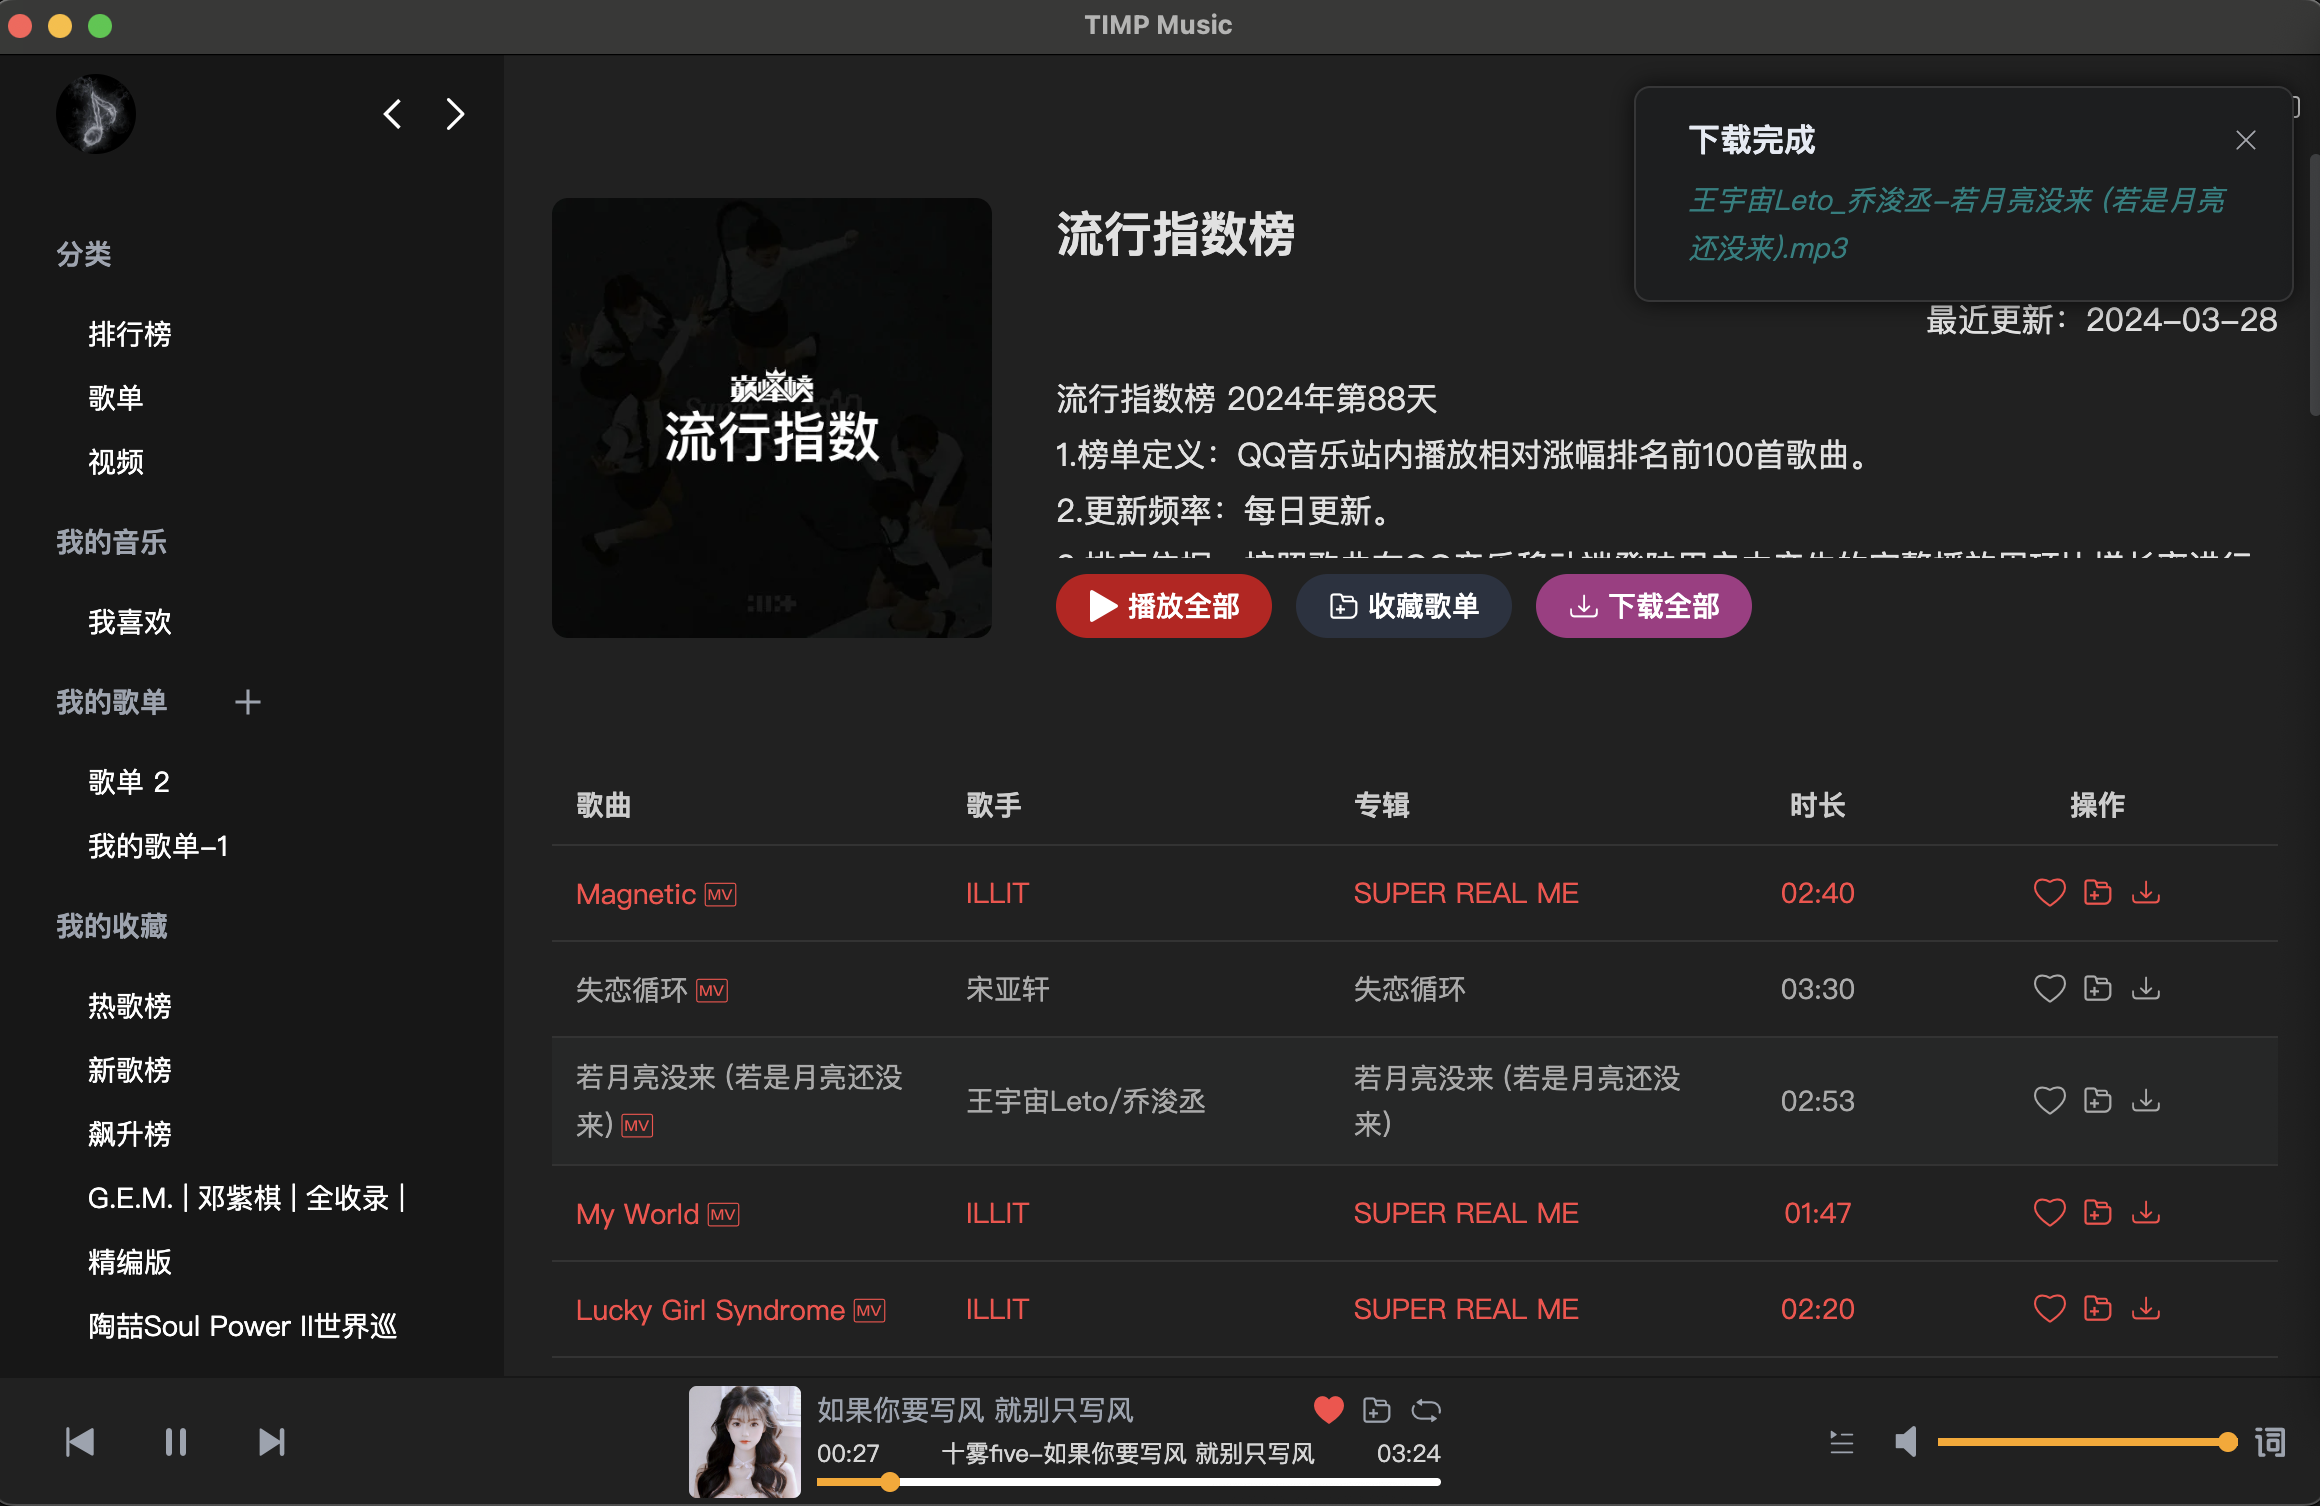 TIMP Music
分类
排行榜
歌单
视频
我的音乐
我喜欢
我的歌单
歌单 2
我的歌单-1
我的收藏
热歌榜
新歌榜
飙升榜
G.E.M. | 邓紫棋 | 全收录 |
精编版
陶喆Soul Power II世界巡
下载完成
王宇宙Leto_乔浚丞-若月亮没来 (若是月亮
还没来).mp3
巅峰榜
流行指数
流行指数榜
最近更新：2024-03-28
流行指数榜 2024年第88天
1.榜单定义：QQ音乐站内播放相对涨幅排名前100首歌曲。
2.更新频率：每日更新。
播放全部 收藏歌单 下载全部
歌曲 歌手 专辑 时长 操作
Magnetic MV ILLIT SUPER REAL ME 02:40
失恋循环 MV 宋亚轩 失恋循环 03:30
若月亮没来 (若是月亮还没
来) MV 王宇宙Leto/乔浚丞 若月亮没来 (若是月亮还没
来) 02:53
My World MV ILLIT SUPER REAL ME 01:47
Lucky Girl Syndrome MV ILLIT SUPER REAL ME 02:20
如果你要写风 就别只写风
00:27 十雾five-如果你要写风 就别只写风 03:24
词